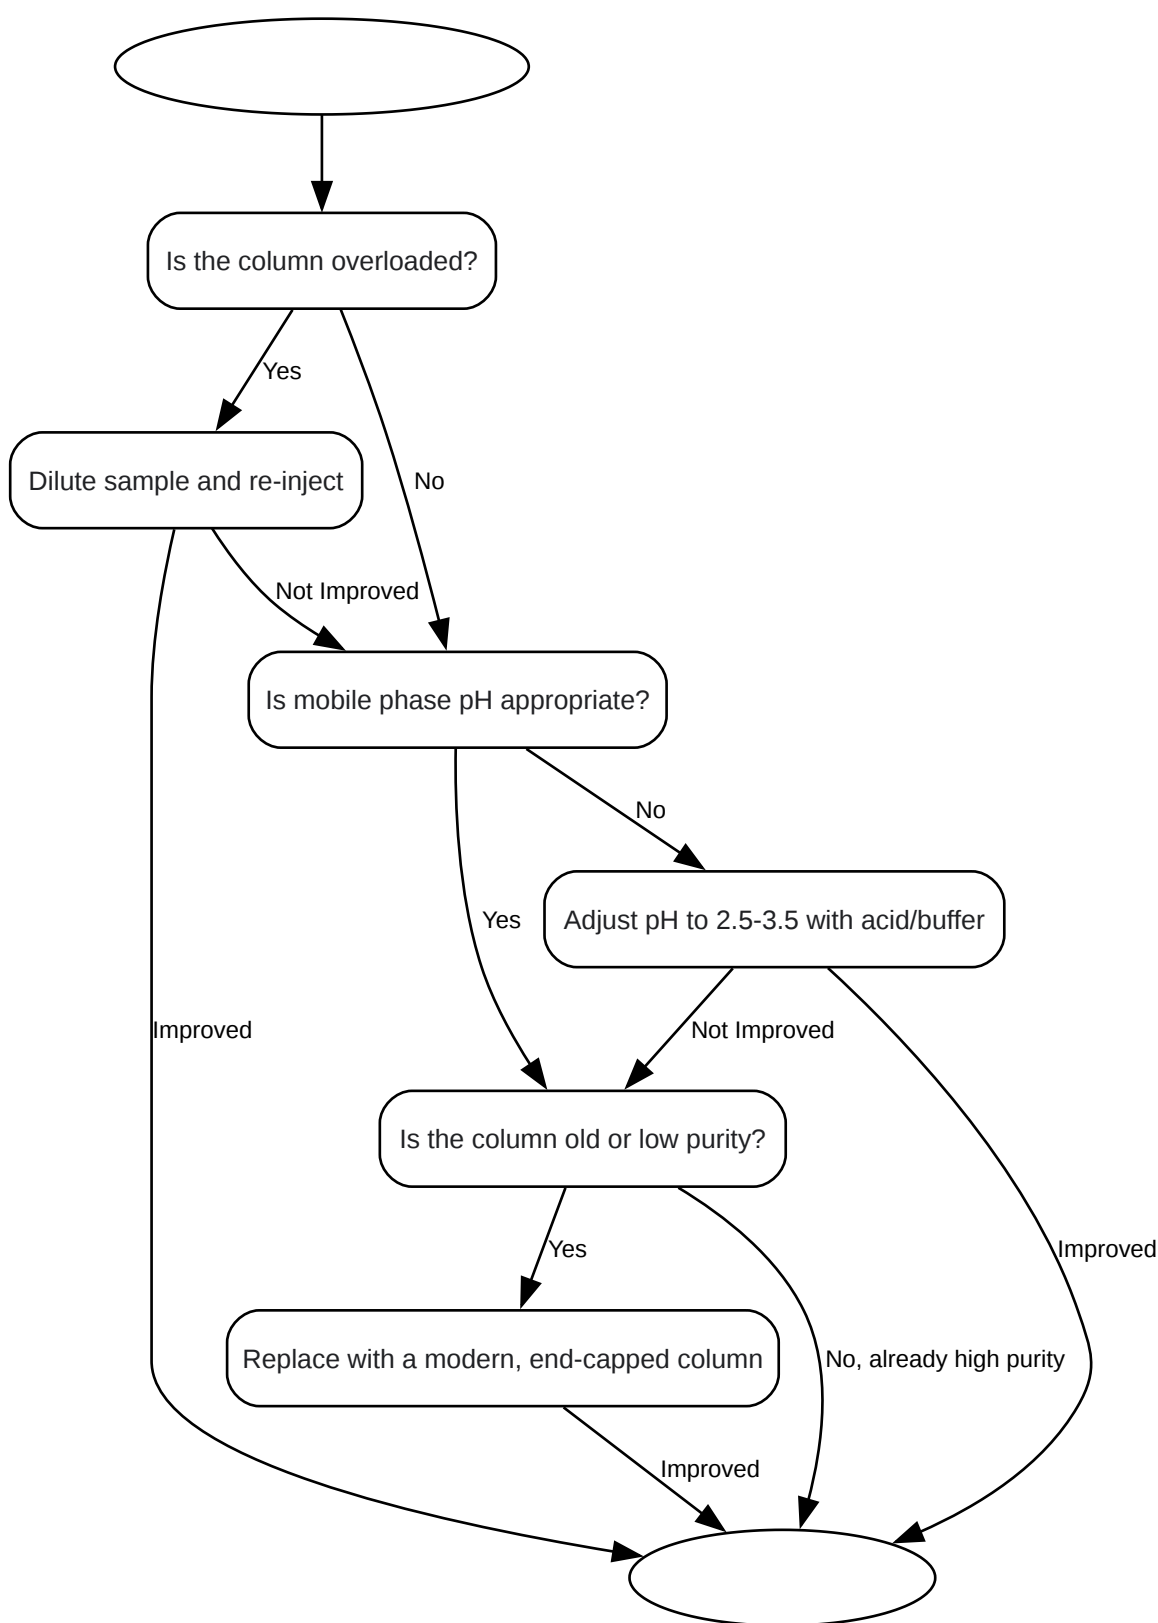 Is the column overloaded?
Yes
Dilute sample and re-inject
No
Not Improved
Is mobile phase pH appropriate?
No
Yes
Adjust pH to 2.5-3.5 with acid/buffer
Improved
Not Improved
Is the column old or low purity?
Yes
Improved
Replace with a modern, end-capped column
No, already high purity
Improved